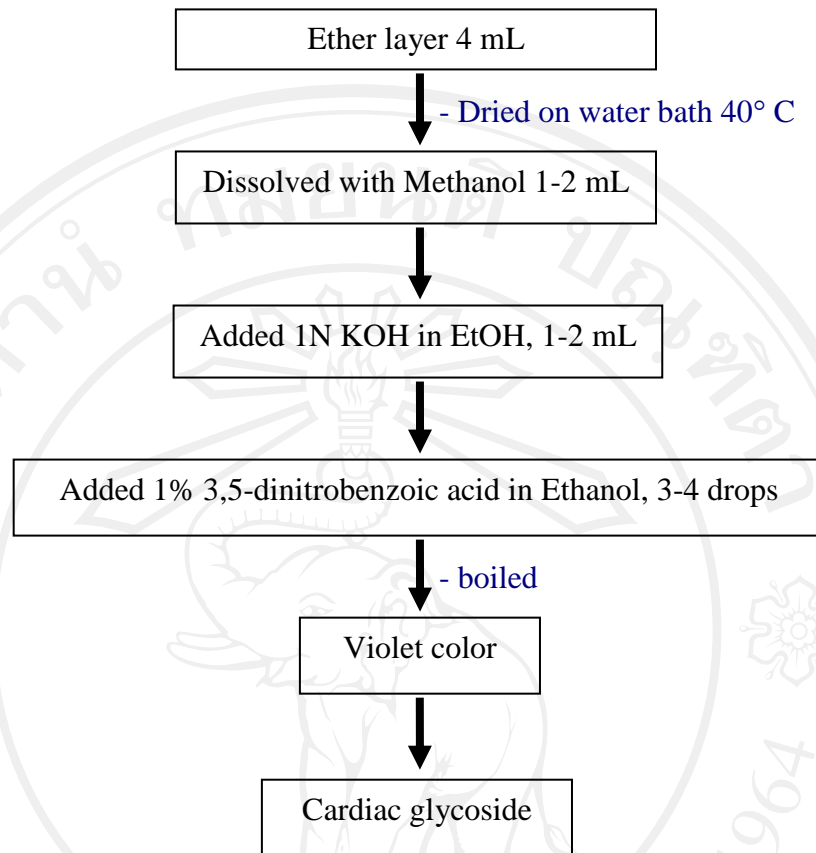 Ether layer 4 mL
- Dried on water bath 40° C
Dissolved with Methanol 1-2 mL
Added 1N KOH in EtOH, 1-2 mL
Added 1% 3,5-dinitrobenzoic acid in Ethanol, 3-4 drops
- boiled
Violet color
Cardiac glycoside
1964